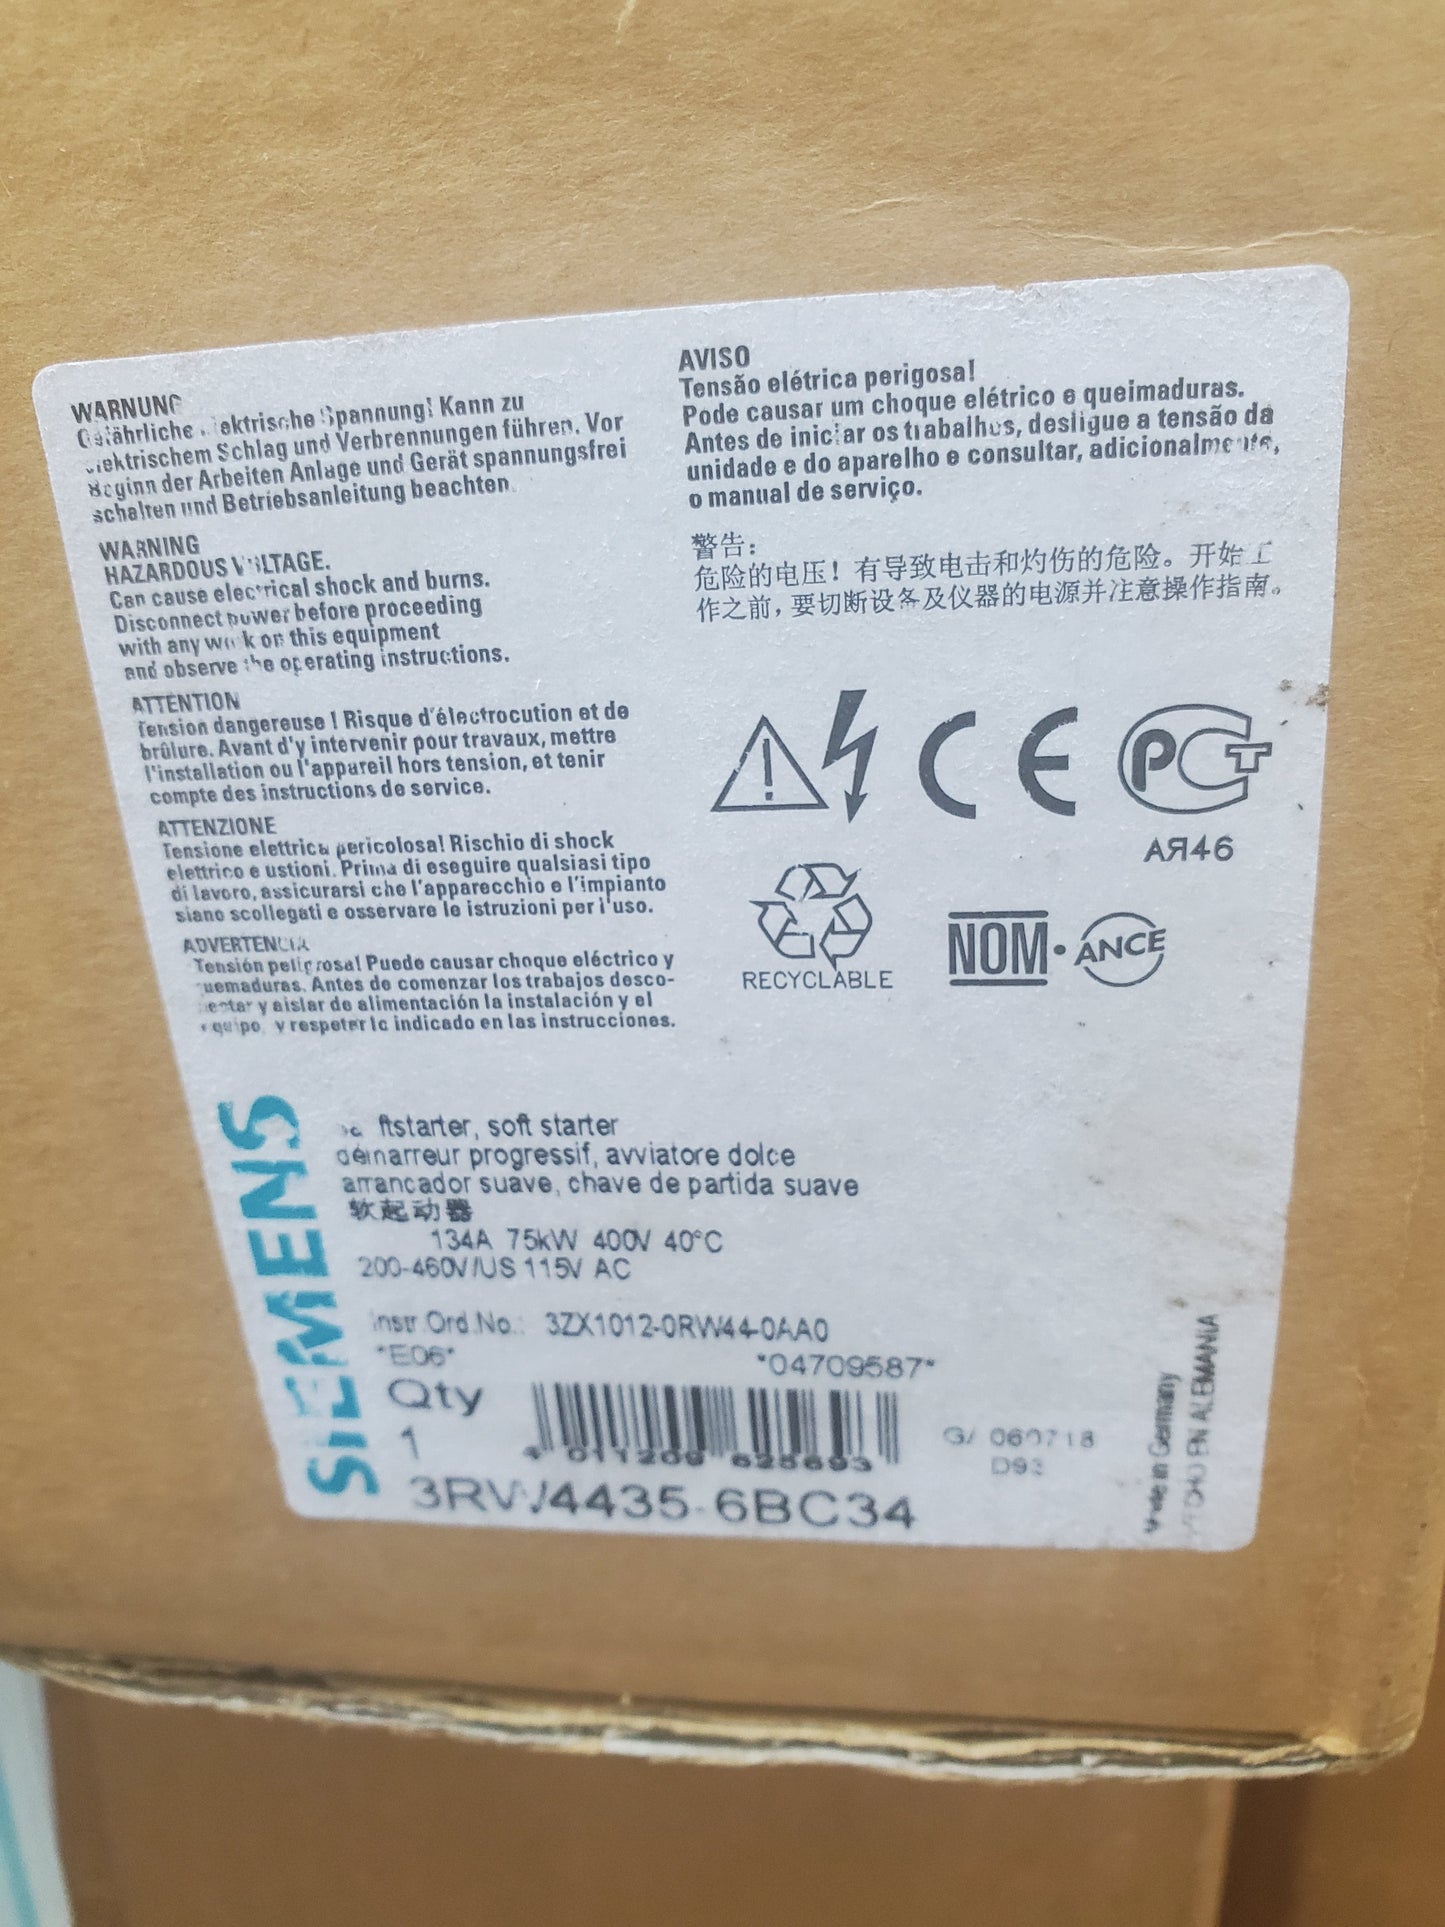 WARNUNG
Gefährliche elektrische Spannung! Kann zu
elektrischem Schlag und Verbrennungen führen. Vor
Beginn der Arbeiten Anlage und Gerät spannungsfrei
schalten und Betriebsanleitung beachten.
WARNING
HAZARDOUS VOLTAGE.
Can cause electrical shock and burns.
Disconnect power before proceeding
with any work on this equipment
and observe the operating instructions.
ATTENTION
Tension dangereuse ! Risque d'électrocution et de
brûlure. Avant d'y intervenir pour travaux, mettre
l'installation ou l'appareil hors tension, et tenir
compte des instructions de service.
ATTENZIONE
Tensione elettrica pericolosa! Rischio di shock
elettrico e ustioni. Prima di eseguire qualsiasi tipo
di lavoro, assicurarsi che l'apparecchio e l'impianto
siano scollegati e osservare le istruzioni per l'uso.
ADVERTENCIA
Tensión peligrosa! Puede causar choque eléctrico y
quemaduras. Antes de comenzar los trabajos desco-
nectar y aislar de alimentación la instalación y el
equipo, y respeter lo indicado en las instrucciones.
AVISO
Tensão elétrica perigosa!
Pode causar um choque elétrico e queimaduras.
Antes de iniciar os trabalhos, desligue a tensão da
unidade e do aparelho e consultar, adicionalmente,
o manual de serviço.
警告：
危险的电压！有导致电击和灼伤的危险。开始工
作之前，要切断设备及仪器的电源并注意操作指南。
CE
PCT
АЯ46
RECYCLABLE
NOM·ANCE
SIEMENS
Softstarter, soft starter
démarreur progressif, avviatore dolce
arrancador suave, chave de partida suave
软起动器
134A 75kW 400V 40°C
200-460V/US 115V AC
Instr.Ord.No.: 3ZX1012-0RW44-0AA0
*E06* *04709587*
Qty
1
4 011209 625693
G/ 060718
D93
3RW4435-6BC34
Made in Germany
HECHO EN ALEMANIA